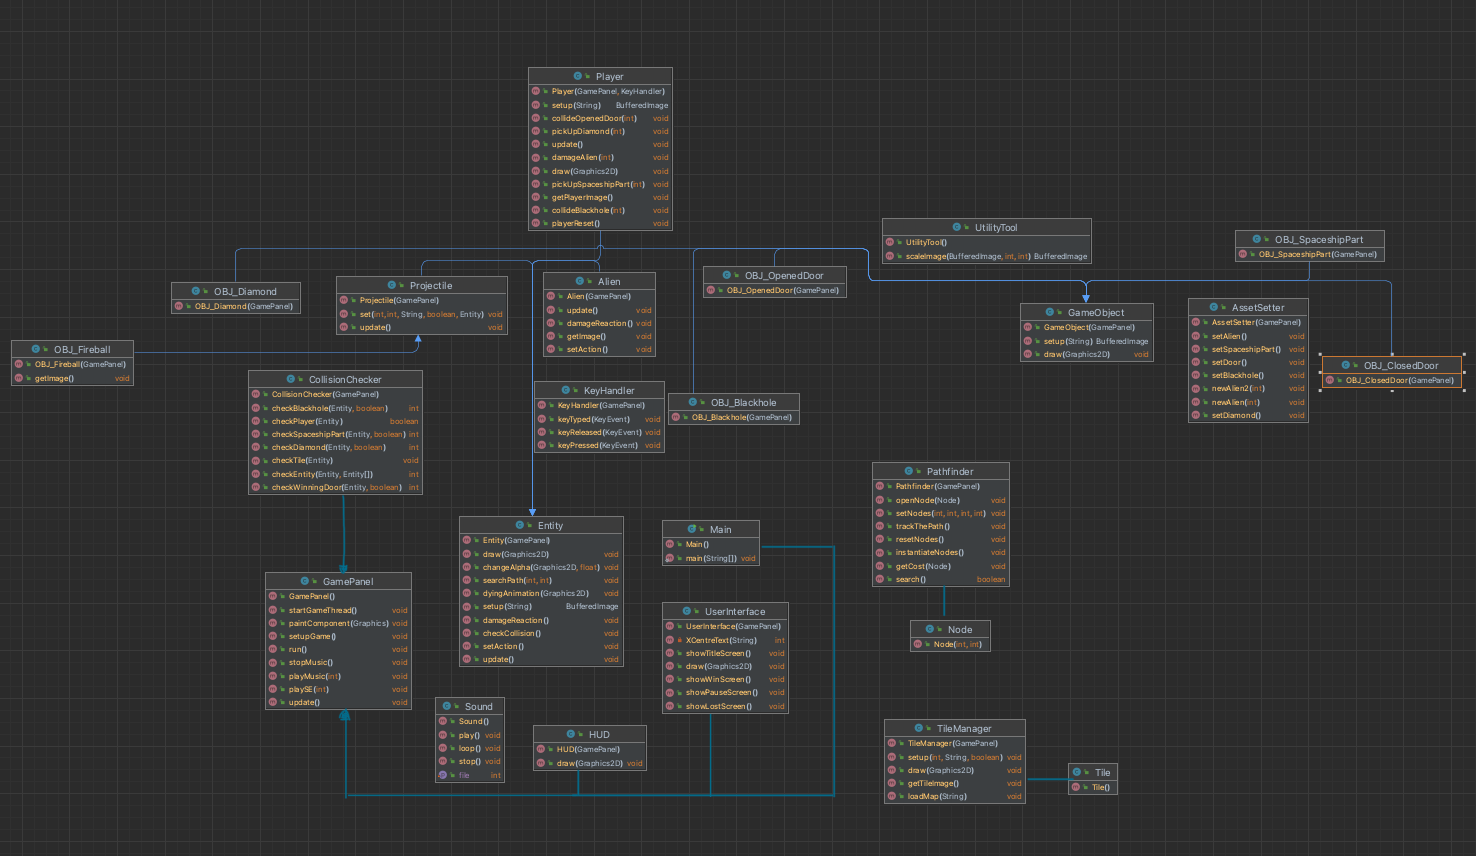 Player
Player(GamePanel, KeyHandler)
setup(String) BufferedImage
collideOpenedDoor(int) void
pickUpDiamond(int) void
update() void
damageAlien(int) void
draw(Graphics2D) void
pickUpSpaceshipPart(int) void
getPlayerImage() void
collideBlackhole(int) void
playerReset() void
UtilityTool
UtilityTool()
scaleImage(BufferedImage, int, int) BufferedImage
OBJ_SpaceshipPart
OBJ_SpaceshipPart(GamePanel)
OBJ_Diamond
OBJ_Diamond(GamePanel)
Projectile
Projectile(GamePanel)
set(int, int, String, boolean, Entity) void
update() void
Alien
Alien(GamePanel)
update() void
damageReaction() void
getImage() void
setAction() void
OBJ_OpenedDoor
OBJ_OpenedDoor(GamePanel)
GameObject
GameObject(GamePanel)
setup(String) BufferedImage
draw(Graphics2D) void
AssetSetter
AssetSetter(GamePanel)
setAlien() void
setSpaceshipPart() void
setDoor() void
setBlackhole() void
newAlien2(int) void
newAlien(int) void
setDiamond() void
OBJ_ClosedDoor
OBJ_ClosedDoor(GamePanel)
OBJ_Fireball
OBJ_Fireball(GamePanel)
getImage() void
CollisionChecker
CollisionChecker(GamePanel)
checkBlackhole(Entity, boolean) int
checkPlayer(Entity) boolean
checkSpaceshipPart(Entity, boolean) int
checkDiamond(Entity, boolean) int
checkTile(Entity) void
checkEntity(Entity, Entity[]) int
checkWinningDoor(Entity, boolean) int
KeyHandler
KeyHandler(GamePanel)
keyTyped(KeyEvent) void
keyReleased(KeyEvent) void
keyPressed(KeyEvent) void
OBJ_Blackhole
OBJ_Blackhole(GamePanel)
Pathfinder
Pathfinder(GamePanel)
openNode(Node) void
setNodes(int, int, int, int) void
trackThePath() void
resetNodes() void
instantiateNodes() void
getCost(Node) void
search() boolean
Entity
Entity(GamePanel)
draw(Graphics2D) void
changeAlpha(Graphics2D, float) void
searchPath(int, int) void
dyingAnimation(Graphics2D) void
setup(String) BufferedImage
damageReaction() void
checkCollision() void
setAction() void
update() void
Main
Main()
main(String[]) void
GamePanel
GamePanel()
startGameThread() void
paintComponent(Graphics) void
setupGame() void
run() void
stopMusic() void
playMusic(int) void
playSE(int) void
update() void
UserInterface
UserInterface(GamePanel)
XCentreText(String) int
showTitleScreen() void
draw(Graphics2D) void
showWinScreen() void
showPauseScreen() void
showLostScreen() void
Node
Node(int, int)
Sound
Sound()
play() void
loop() void
stop() void
file int
HUD
HUD(GamePanel)
draw(Graphics2D) void
TileManager
TileManager(GamePanel)
setup(int, String, boolean) void
draw(Graphics2D) void
getTileImage() void
loadMap(String) void
Tile
Tile()